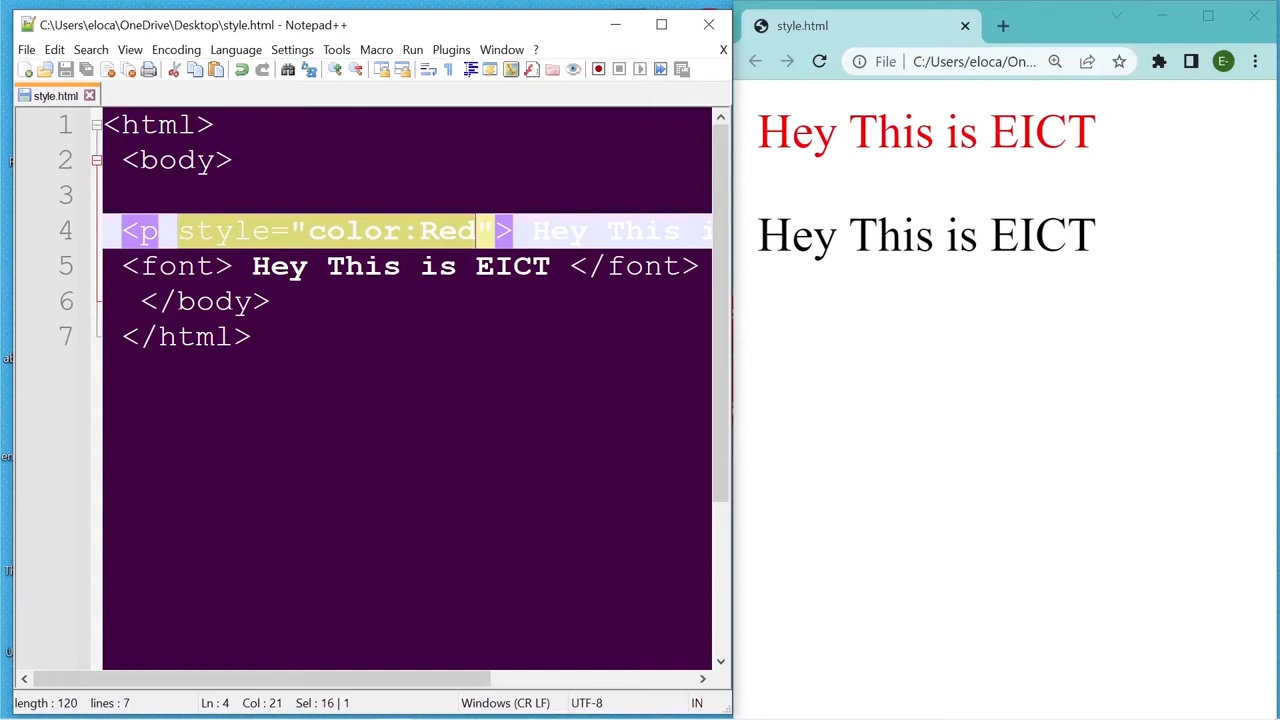 C:\Users\eloca\OneDrive\Desktop\style.html - Notepad++
File Edit Search View Encoding Language Settings Tools Macro Run Plugins Window ? X
style.html
1 <html>
2 <body>
3
4 <p style="color:Red"> Hey This i
5 <font> Hey This is EICT </font>
6 </body>
7 </html>
length : 120 lines : 7 Ln : 4 Col : 21 Sel : 16 | 1 Windows (CR LF) UTF-8 IN
style.html
File C:/Users/eloca/On... E-
Hey This is EICT
Hey This is EICT